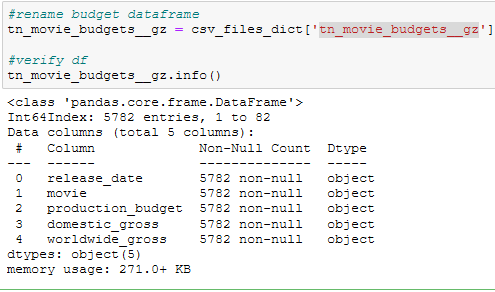 #rename budget dataframe
tn_movie_budgets__gz = csv_files_dict['tn_movie_budgets__gz']
#verify df
tn_movie_budgets__gz.info()
<class 'pandas.core.frame.DataFrame'>
Int64Index: 5782 entries, 1 to 82
Data columns (total 5 columns):
 #   Column             Non-Null Count  Dtype
---  ------             --------------  -----
 0   release_date       5782 non-null   object
 1   movie              5782 non-null   object
 2   production_budget  5782 non-null   object
 3   domestic_gross     5782 non-null   object
 4   worldwide_gross    5782 non-null   object
dtypes: object(5)
memory usage: 271.0+ KB